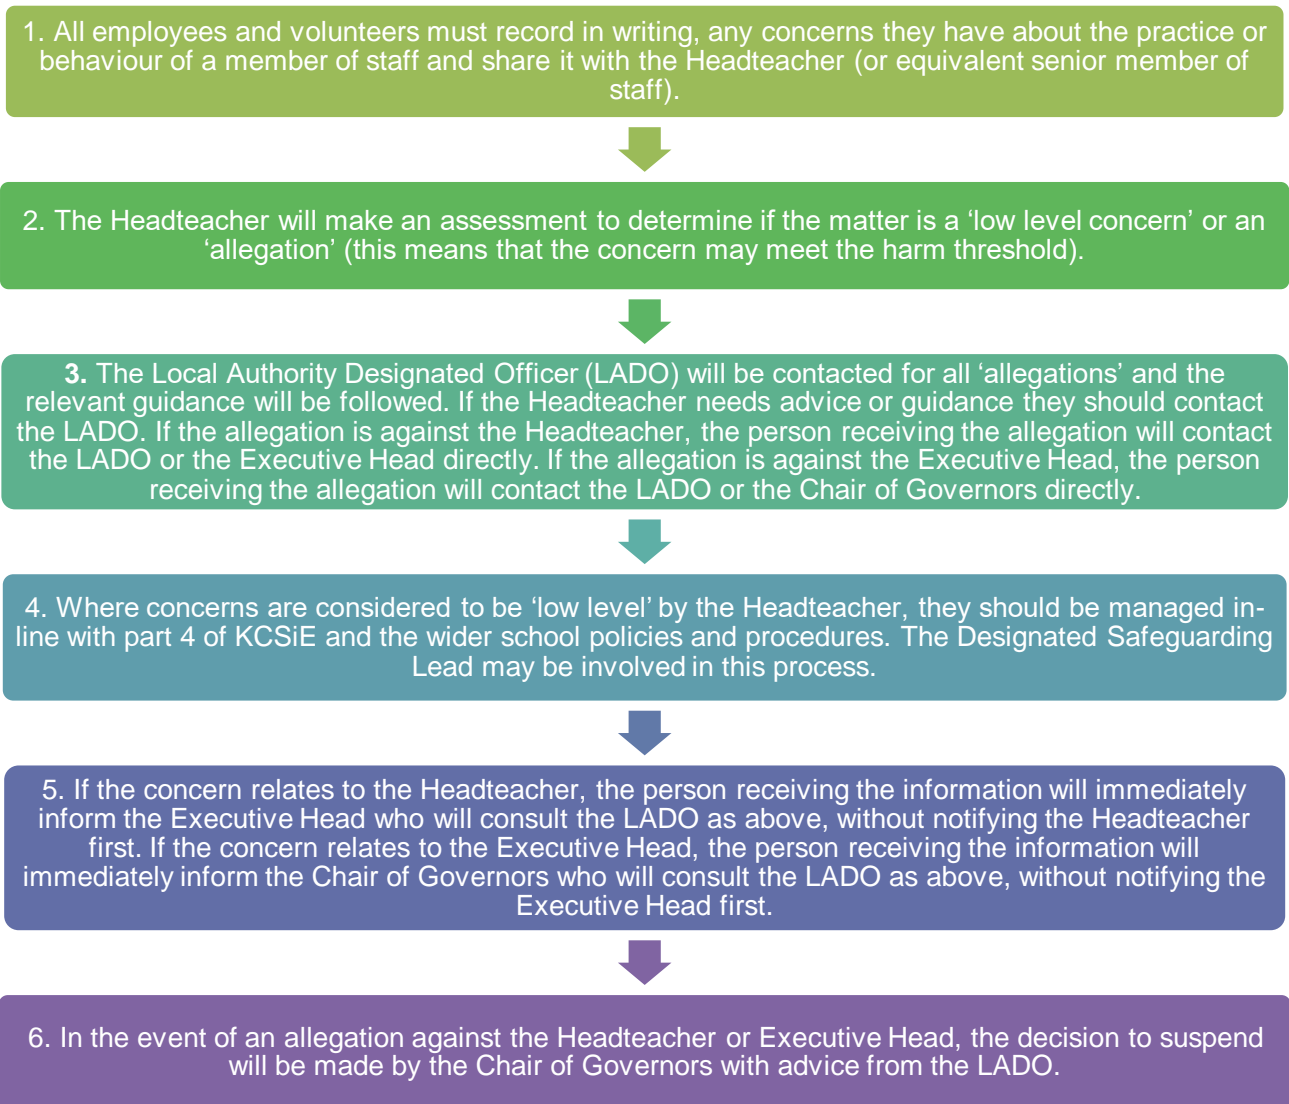 1. All employees and volunteers must record in writing, any concerns they have about the practice or
behaviour of a member of staff and share it with the Headteacher (or equivalent senior member of
staff).
2. The Headteacher will make an assessment to determine if the matter is a ‘low level concern’ or an
‘allegation’ (this means that the concern may meet the harm threshold).
3. The Local Authority Designated Officer (LADO) will be contacted for all ‘allegations’ and the
relevant guidance will be followed. If the Headteacher needs advice or guidance they should contact
the LADO. If the allegation is against the Headteacher, the person receiving the allegation will contact
the LADO or the Executive Head directly. If the allegation is against the Executive Head, the person
receiving the allegation will contact the LADO or the Chair of Governors directly.
4. Where concerns are considered to be ‘low level’ by the Headteacher, they should be managed in-
line with part 4 of KCSiE and the wider school policies and procedures. The Designated Safeguarding
Lead may be involved in this process.
5. If the concern relates to the Headteacher, the person receiving the information will immediately
inform the Executive Head who will consult the LADO as above, without notifying the Headteacher
first. If the concern relates to the Executive Head, the person receiving the information will
immediately inform the Chair of Governors who will consult the LADO as above, without notifying the
Executive Head first.
6. In the event of an allegation against the Headteacher or Executive Head, the decision to suspend
will be made by the Chair of Governors with advice from the LADO.